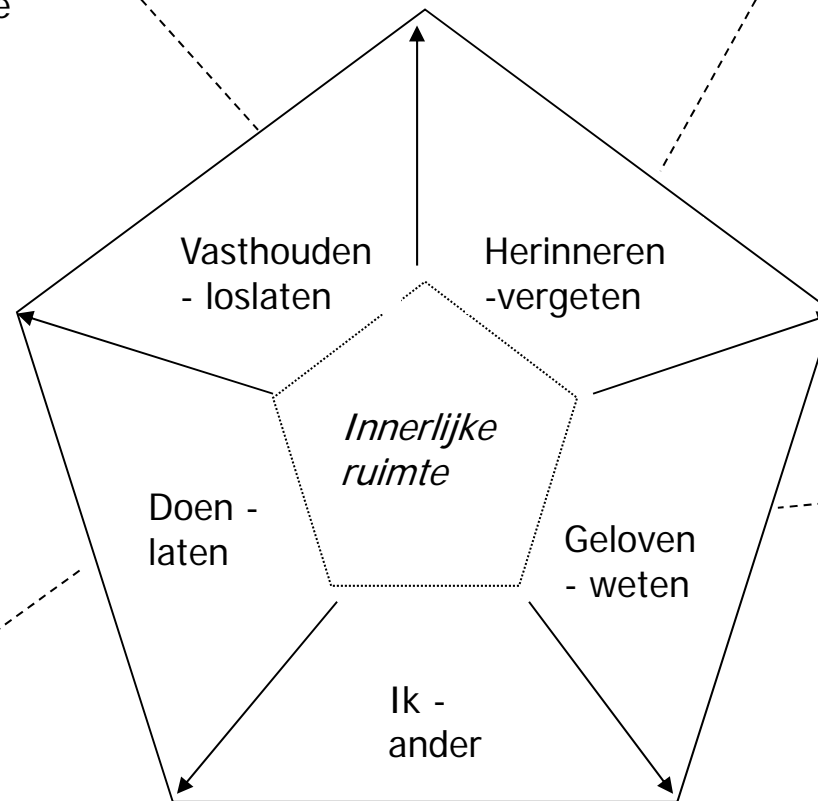 e
Vasthouden
- loslaten
Herinneren
-vergeten
Innerlijke
ruimte
Doen -
laten
Geloven
- weten
Ik -
ander